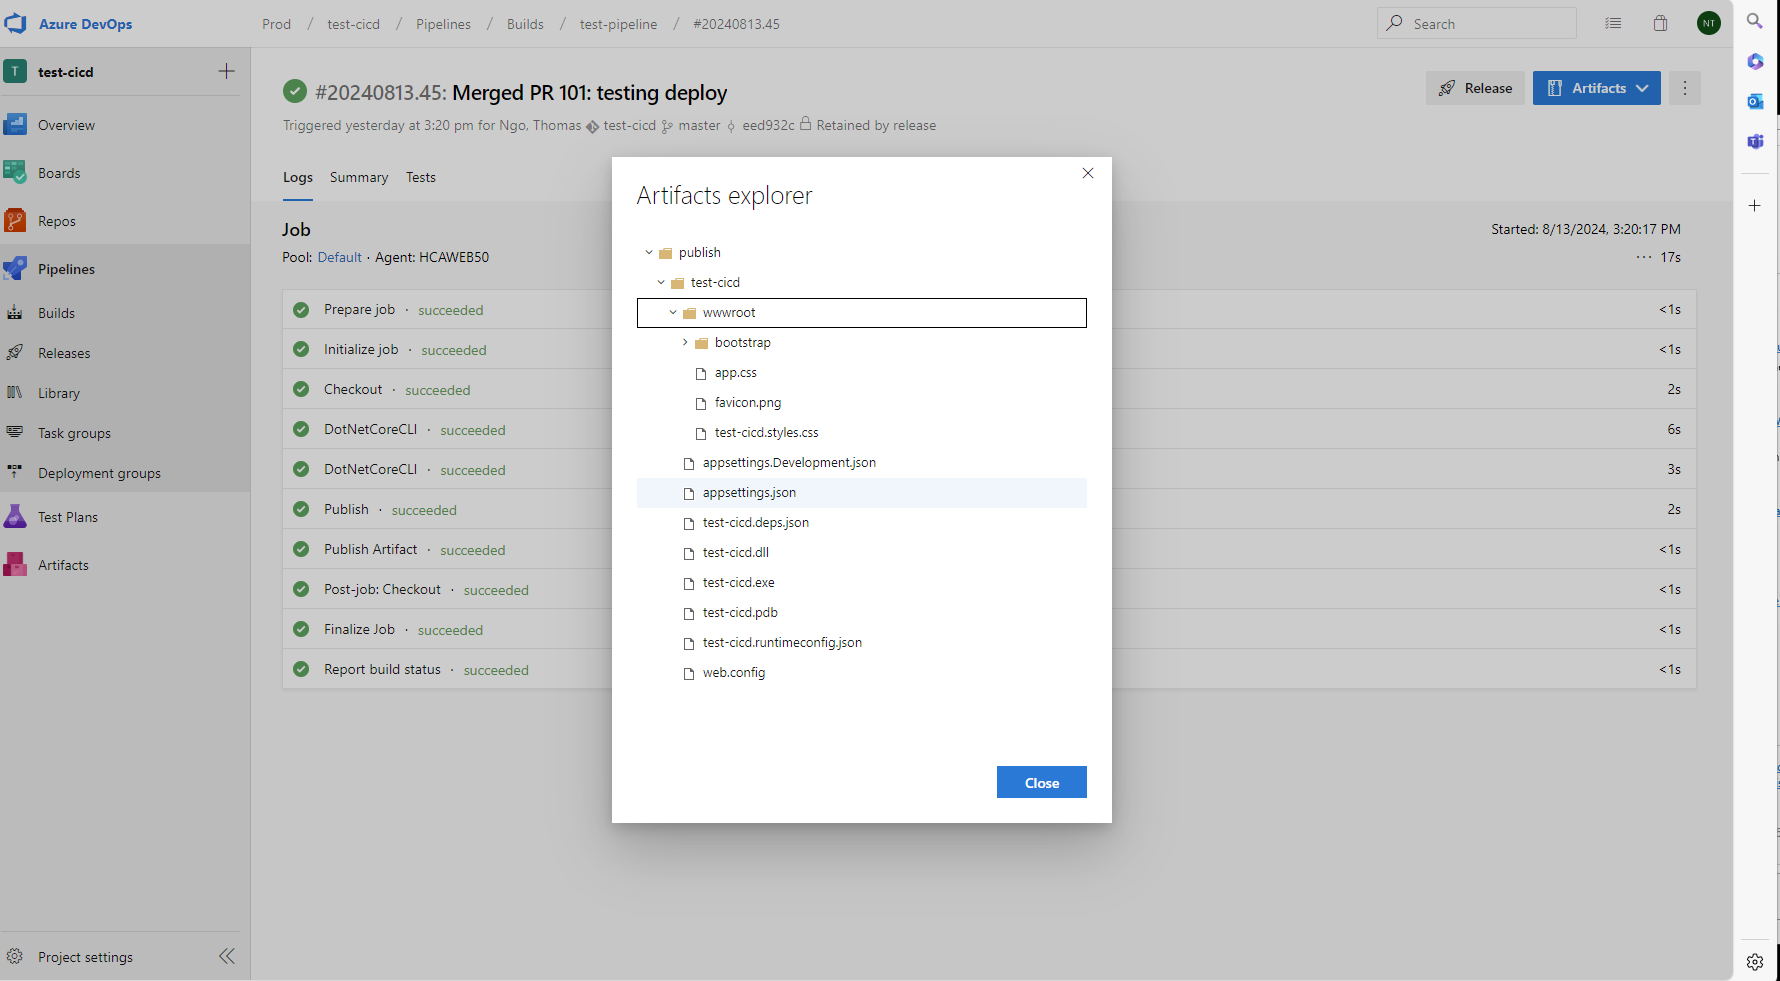 Azure DevOps
Prod / test-cicd / Pipelines / Builds / test-pipeline / #20240813.45
Search
NT
T test-cicd
Overview
Boards
Repos
Pipelines
Builds
Releases
Library
Task groups
Deployment groups
Test Plans
Artifacts
Project settings
#20240813.45: Merged PR 101: testing deploy
Release
Artifacts
Triggered yesterday at 3:20 pm for Ngo, Thomas test-cicd master eed932c Retained by release
Logs Summary Tests
Job
Started: 8/13/2024, 3:20:17 PM
Pool: Default · Agent: HCAWEB50
··· 17s
Prepare job · succeeded <1s
Initialize job · succeeded <1s
Checkout · succeeded 2s
DotNetCoreCLI · succeeded 6s
DotNetCoreCLI · succeeded 3s
Publish · succeeded 2s
Publish Artifact · succeeded <1s
Post-job: Checkout · succeeded <1s
Finalize Job · succeeded <1s
Report build status · succeeded <1s
Artifacts explorer
publish
test-cicd
wwwroot
bootstrap
app.css
favicon.png
test-cicd.styles.css
appsettings.Development.json
appsettings.json
test-cicd.deps.json
test-cicd.dll
test-cicd.exe
test-cicd.pdb
test-cicd.runtimeconfig.json
web.config
Close